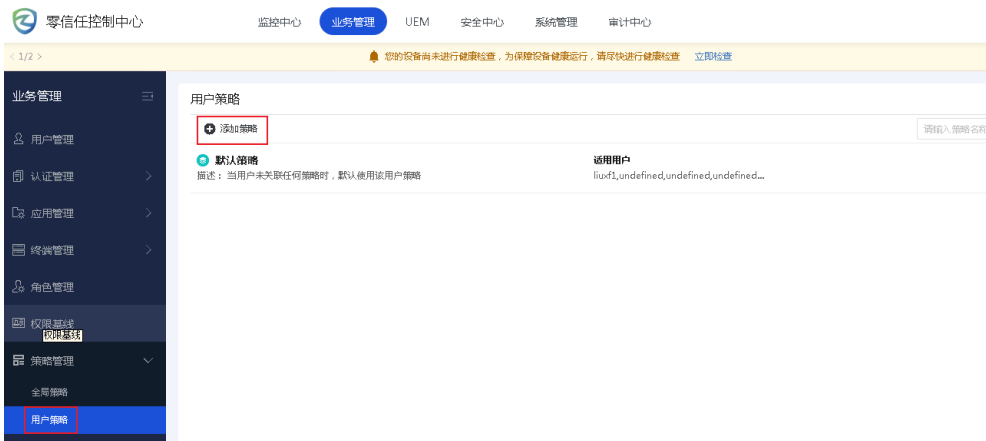 零信任控制中心 监控中心 业务管理 UEM 安全中心 系统管理 审计中心
< 1/2 > 您的设备尚未进行健康检查，为保障设备健康运行，请尽快进行健康检查 立即检查
业务管理
用户管理
认证管理
应用管理
终端管理
角色管理
权限基线
权限基线
策略管理
全局策略
用户策略
用户策略
添加策略
请输入策略名称
默认策略
适用用户
描述：当用户未关联任何策略时，默认使用该用户策略
liuxf1,undefined,undefined,undefined...